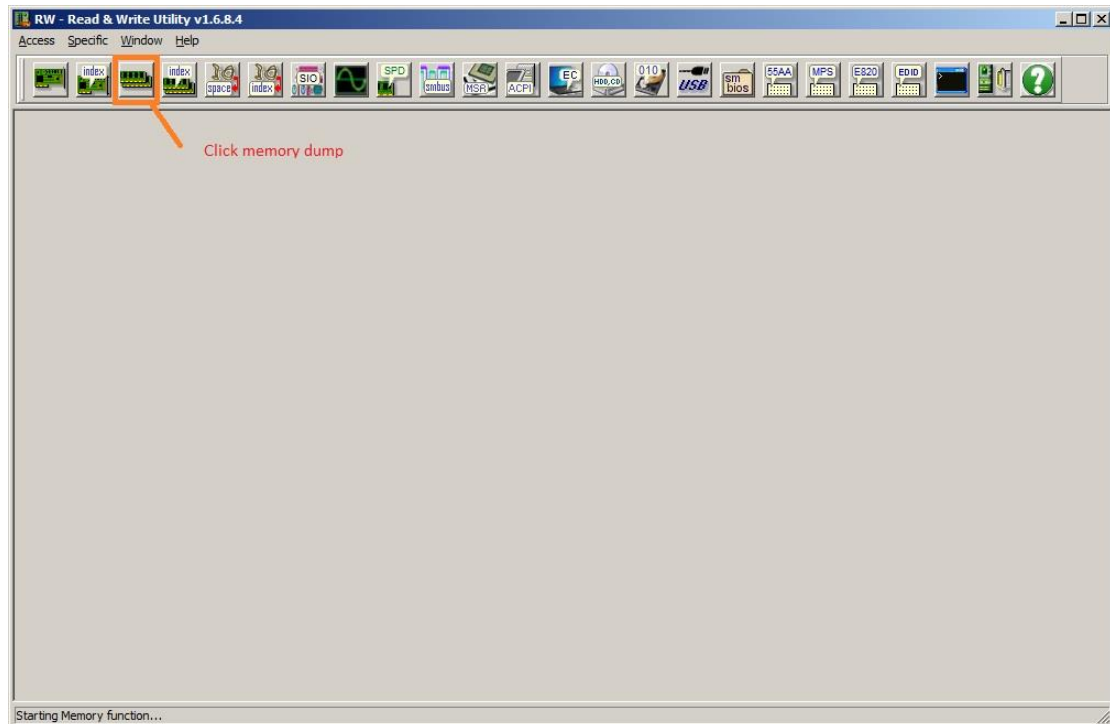 RW - Read & Write Utility v1.6.8.4
Access Specific Window Help
index
index
space
index
SIO
SPD
smbus
MSR
ACPI
EC
HDD,CD
010
USB
sm
bios
55AA
MPS
E820
EDID
Click memory dump
Starting Memory function...